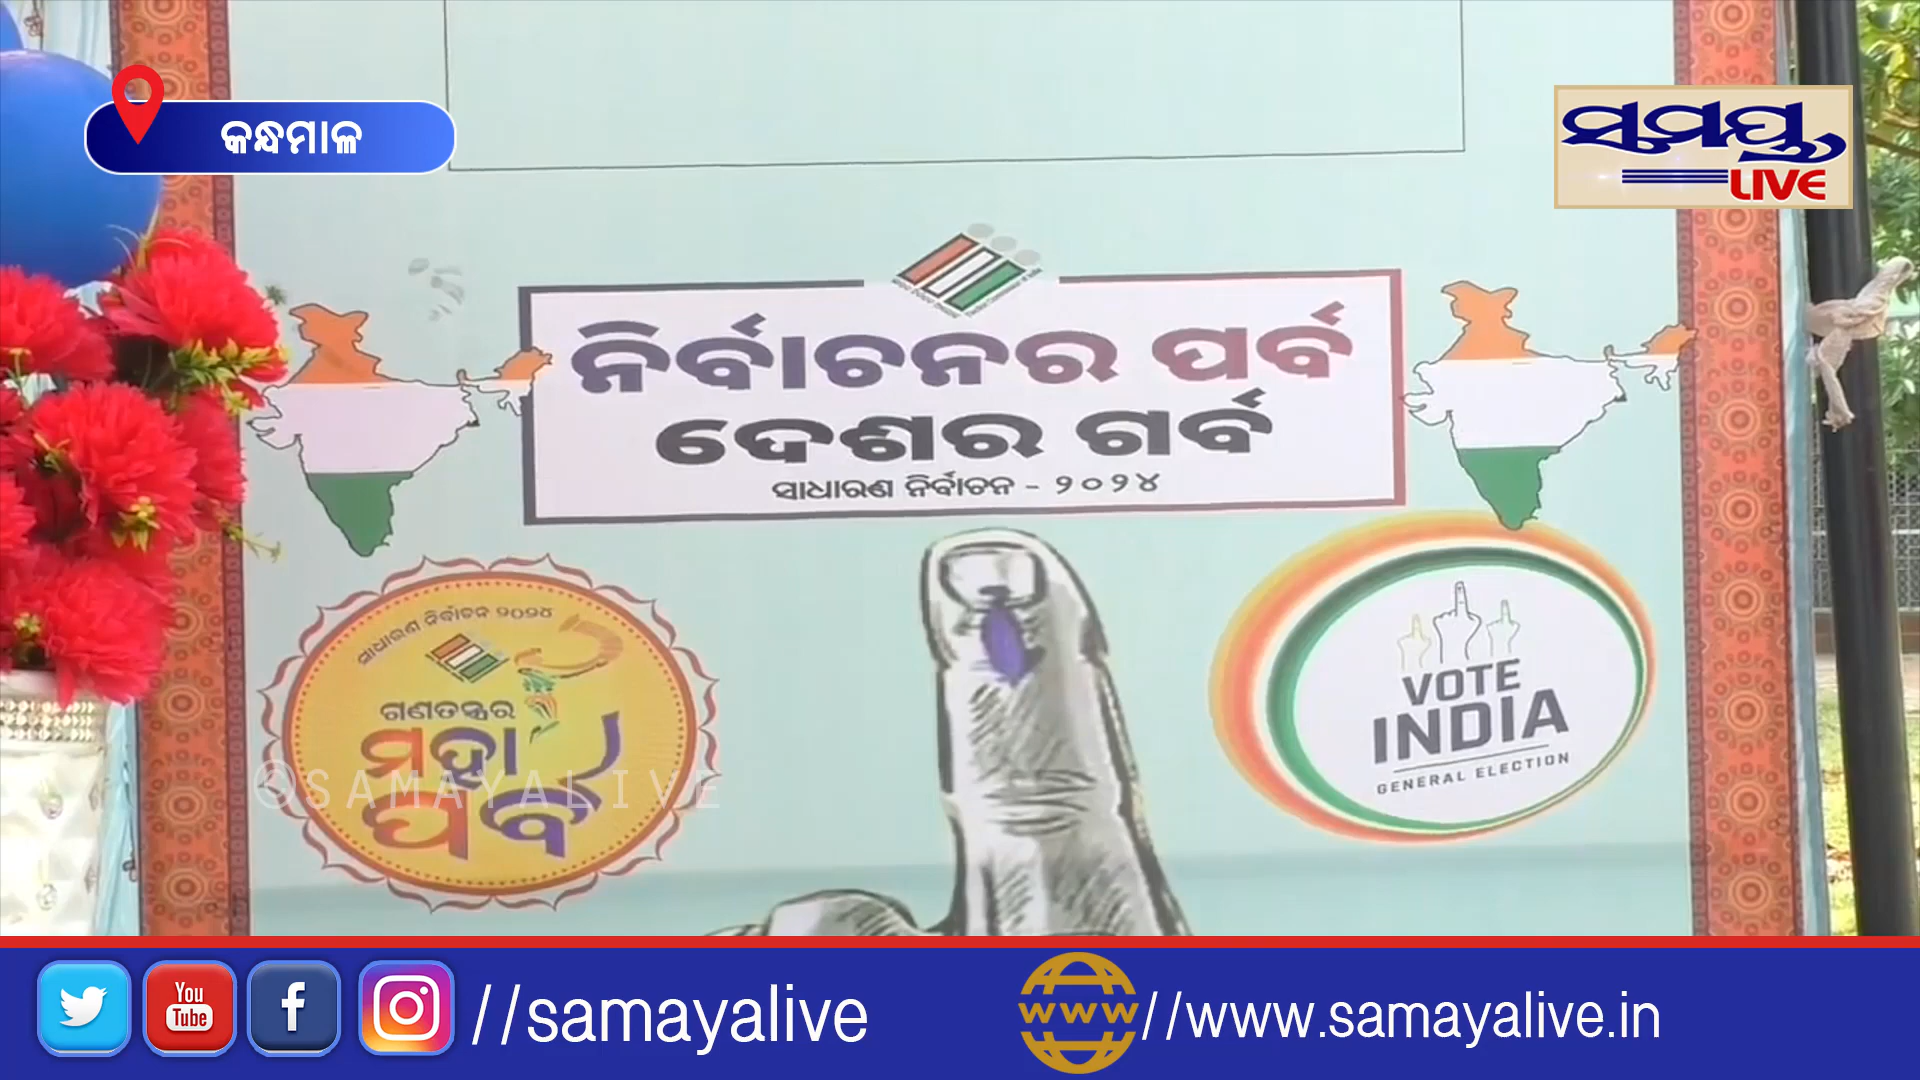 କନ୍ଧମାଳ
ସମୟ
LIVE
ନିର୍ବାଚନର ପର୍ବ
ଦେଶର ଗର୍ବ
ସାଧାରଣ ନିର୍ବାଚନ - ୨୦୨୪
ସାଧାରଣ ନିର୍ବାଚନ ୨୦୨୪
ଗଣତନ୍ତ୍ରର
ମହା
ପର୍ବ
VOTE
INDIA
GENERAL ELECTION
@SAMAYALIVE
You
Tube
//samayalive
www//www.samayalive.in